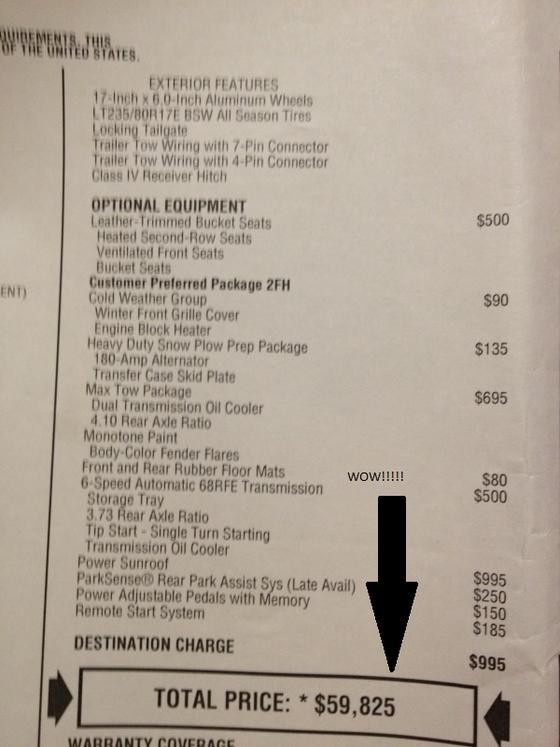 QUIREMENTS, THIS
OF THE UNITED STATES.
EXTERIOR FEATURES
17-Inch x 6.0-Inch Aluminum Wheels
LT235/80R17E BSW All Season Tires
Locking Tailgate
Trailer Tow Wiring with 7-Pin Connector
Trailer Tow Wiring with 4-Pin Connector
Class IV Receiver Hitch
OPTIONAL EQUIPMENT
Leather-Trimmed Bucket Seats $500
Heated Second-Row Seats
Ventilated Front Seats
Bucket Seats
Customer Preferred Package 2FH
ENT)
Cold Weather Group $90
Winter Front Grille Cover
Engine Block Heater
Heavy Duty Snow Plow Prep Package $135
180-Amp Alternator
Transfer Case Skid Plate
Max Tow Package $695
Dual Transmission Oil Cooler
4.10 Rear Axle Ratio
Monotone Paint
Body-Color Fender Flares
Front and Rear Rubber Floor Mats $80
WOW!!!!!
6-Speed Automatic 68RFE Transmission $500
Storage Tray
3.73 Rear Axle Ratio
Tip Start - Single Turn Starting
Transmission Oil Cooler
Power Sunroof $995
ParkSense® Rear Park Assist Sys (Late Avail) $250
Power Adjustable Pedals with Memory $150
Remote Start System $185
DESTINATION CHARGE $995
TOTAL PRICE: * $59,825
WARRANTY COVERAGE